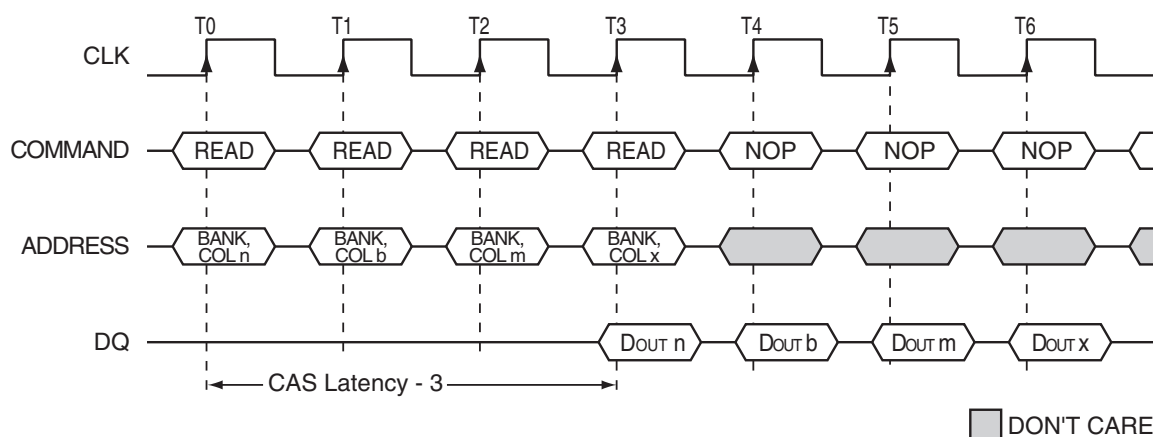 T0 T1 T2 T3 T4 T5 T6
CLK
COMMAND READ READ READ READ NOP NOP NOP
ADDRESS BANK, COL n BANK, COL b BANK, COL m BANK, COL x
DQ DOUT n DOUT b DOUT m DOUT x
CAS Latency - 3
DON'T CARE